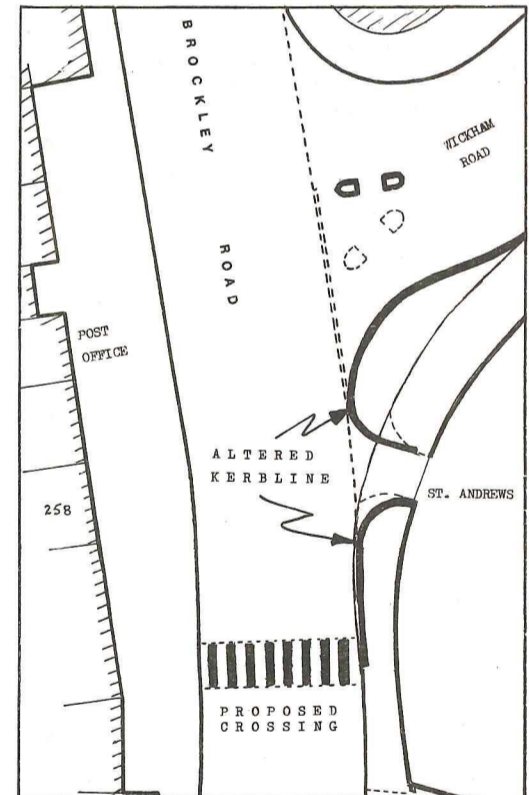 BROCKLEY
ROAD
WICKHAM
ROAD
POST
OFFICE
ALTERED
KERBLINE
ST. ANDREWS
258
PROPOSED
CROSSING